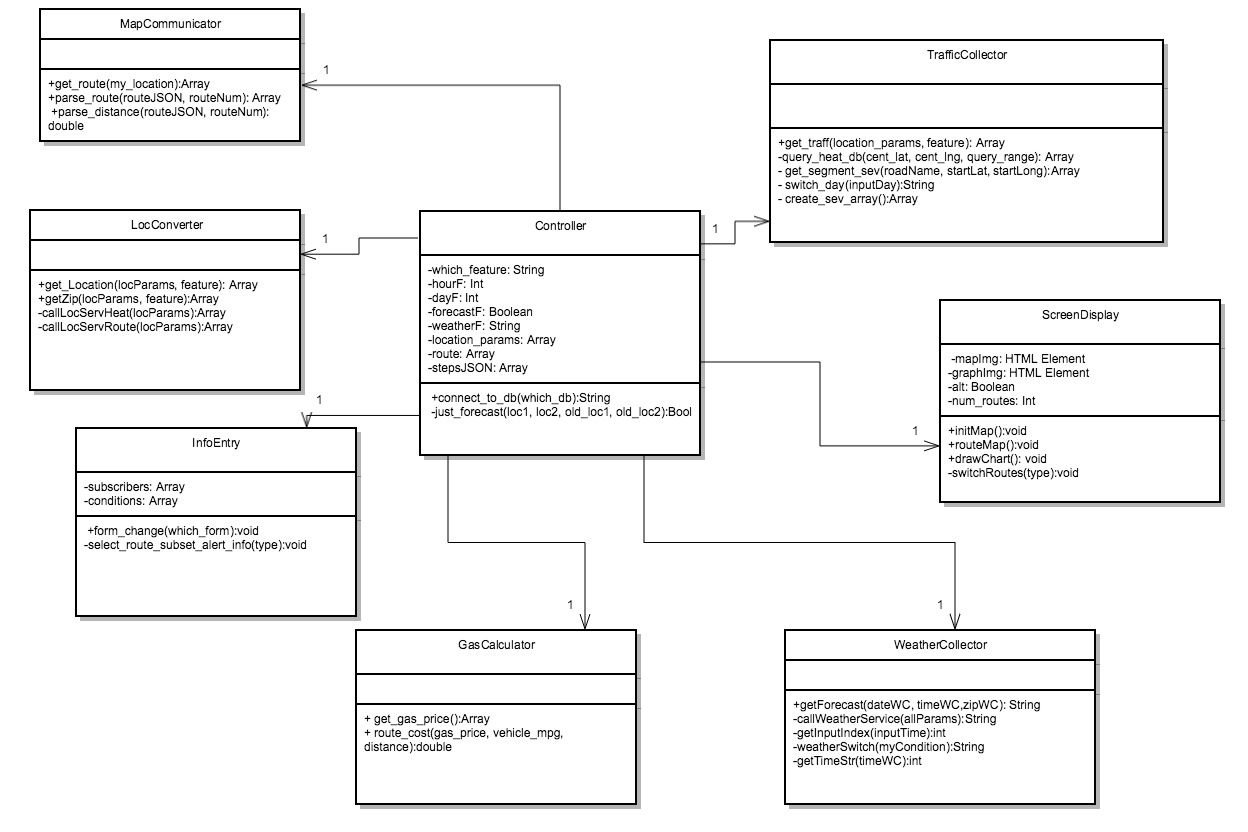 MapCommunicator
+get_route(my_location):Array
+parse_route(routeJSON, routeNum): Array
+parse_distance(routeJSON, routeNum):
double
1
TrafficCollector
+get_traff(location_params, feature): Array
-query_heat_db(cent_lat, cent_lng, query_range): Array
- get_segment_sev(roadName, startLat, startLong):Array
- switch_day(inputDay):String
- create_sev_array():Array
1
LocConverter
+get_Location(locParams, feature): Array
+getZip(locParams, feature):Array
-callLocServHeat(locParams):Array
-callLocServRoute(locParams):Array
1
Controller
-which_feature: String
-hourF: Int
-dayF: Int
-forecastF: Boolean
-weatherF: String
-location_params: Array
-route: Array
-stepsJSON: Array
+connect_to_db(which_db):String
-just_forecast(loc1, loc2, old_loc1, old_loc2):Bool
ScreenDisplay
-mapImg: HTML Element
-graphImg: HTML Element
-alt: Boolean
-num_routes: Int
+initMap():void
+routeMap():void
+drawChart(): void
-switchRoutes(type):void
1
1
InfoEntry
-subscribers: Array
-conditions: Array
+form_change(which_form):void
-select_route_subset_alert_info(type):void
1
GasCalculator
+ get_gas_price():Array
+ route_cost(gas_price, vehicle_mpg,
distance):double
1
WeatherCollector
+getForecast(dateWC, timeWC,zipWC): String
-callWeatherService(allParams):String
-getInputIndex(inputTime):int
-weatherSwitch(myCondition):String
-getTimeStr(timeWC):int